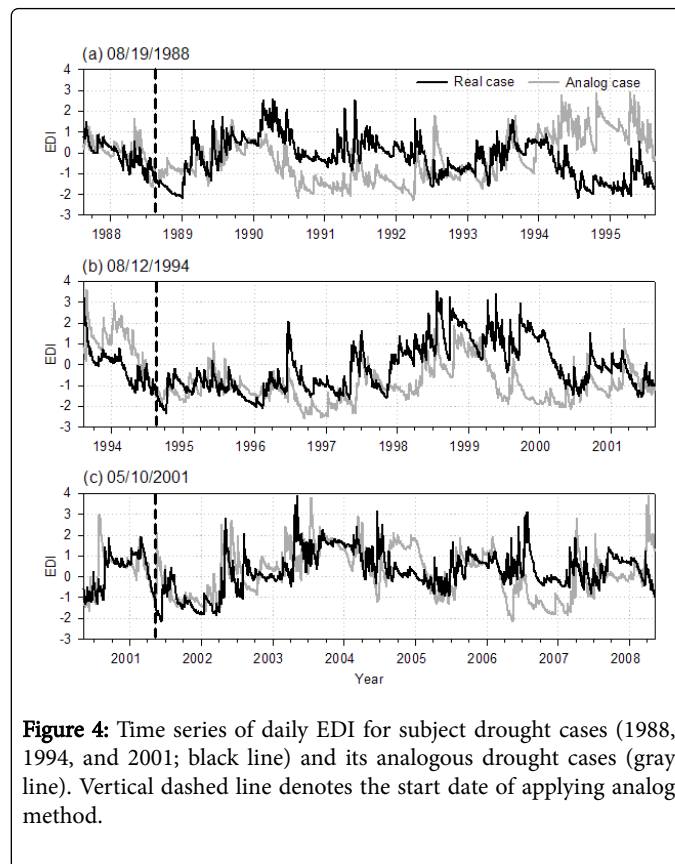 (a) 08/19/1988
Real case
Analog case
4
3
2
1
0
-1
-2
-3
EDI
1988 1989 1990 1991 1992 1993 1994 1995
(b) 08/12/1994
4
3
2
1
0
-1
-2
-3
EDI
1994 1995 1996 1997 1998 1999 2000 2001
(c) 05/10/2001
4
3
2
1
0
-1
-2
-3
EDI
2001 2002 2003 2004 2005 2006 2007 2008
Year
Figure 4: Time series of daily EDI for subject drought cases (1988,
1994, and 2001; black line) and its analogous drought cases (gray
line). Vertical dashed line denotes the start date of applying analog
method.